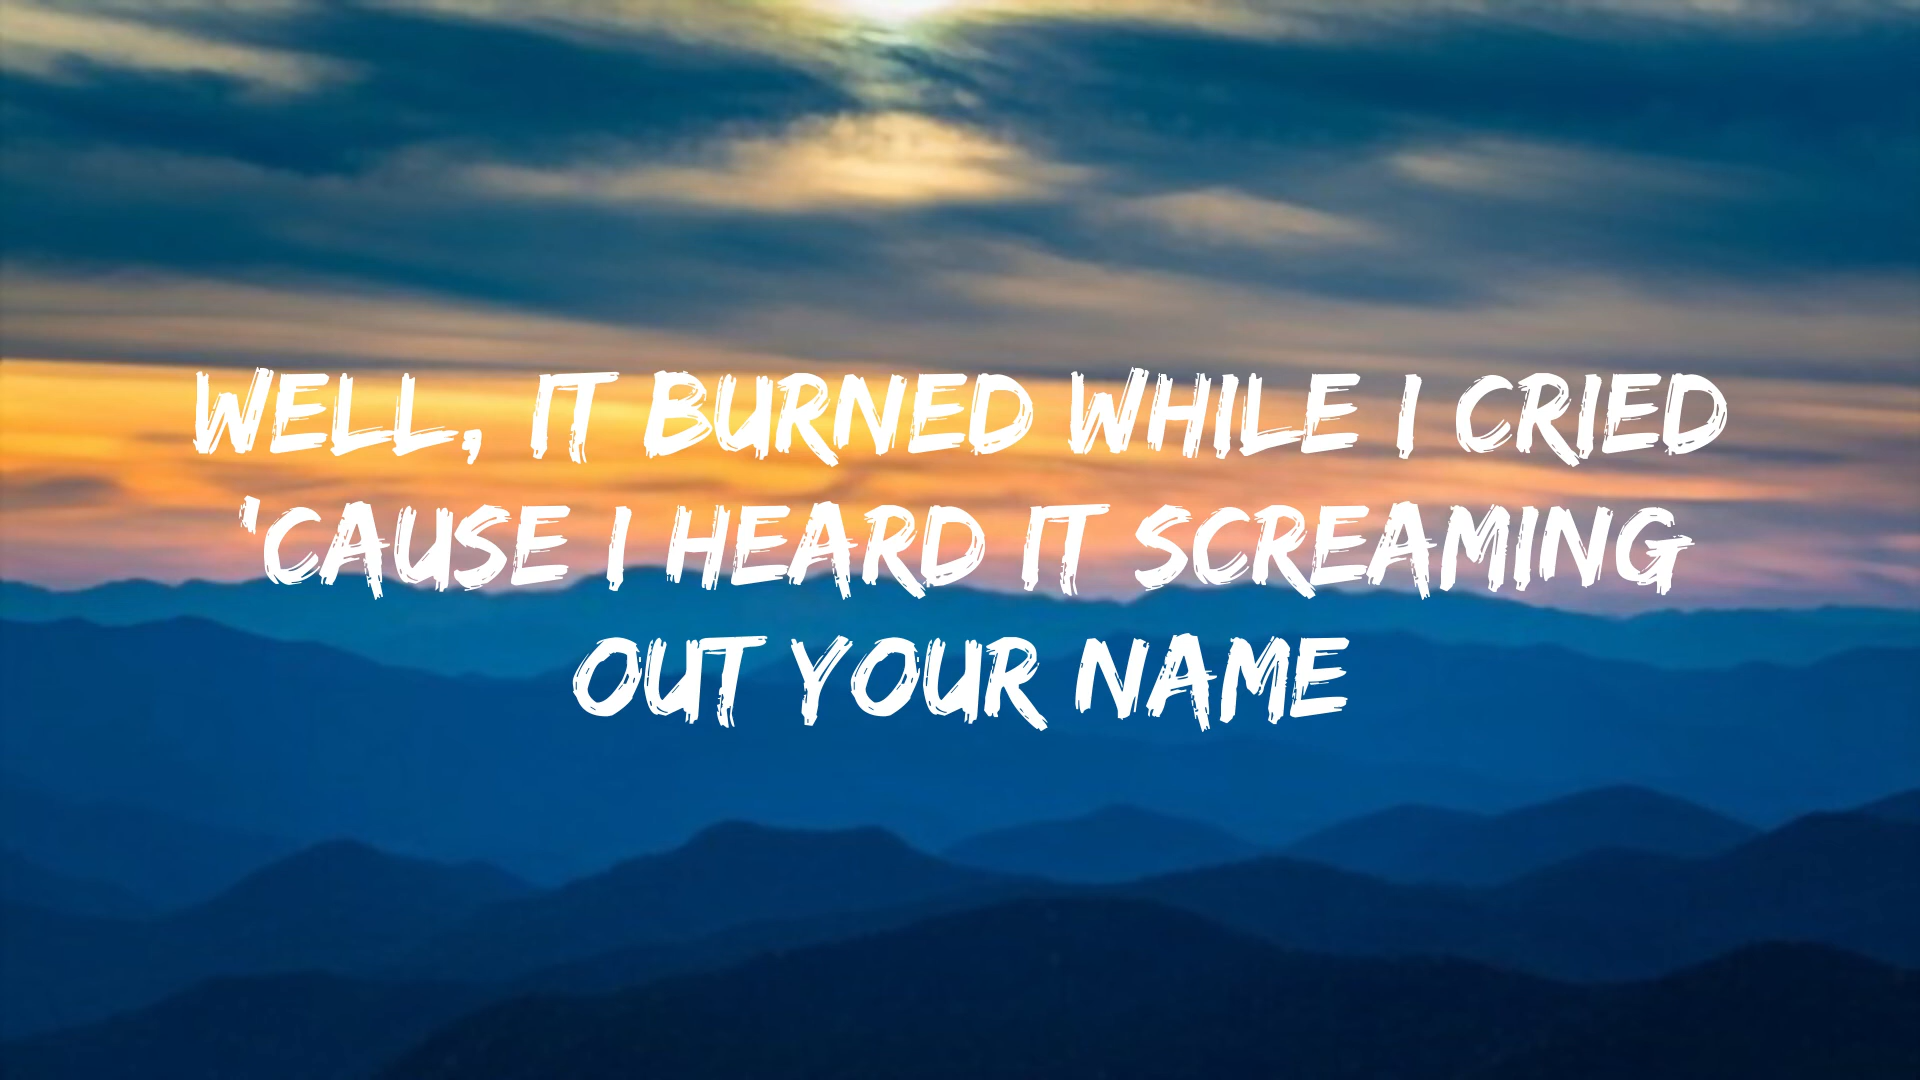 WELL, IT BURNED WHILE I CRIED
'CAUSE I HEARD IT SCREAMING
OUT YOUR NAME